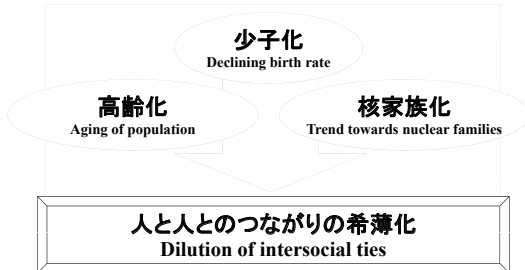 少子化
Declining birth rate
高齢化
Aging of population
核家族化
Trend towards nuclear families
人と人とのつながりの希薄化
Dilution of intersocial ties